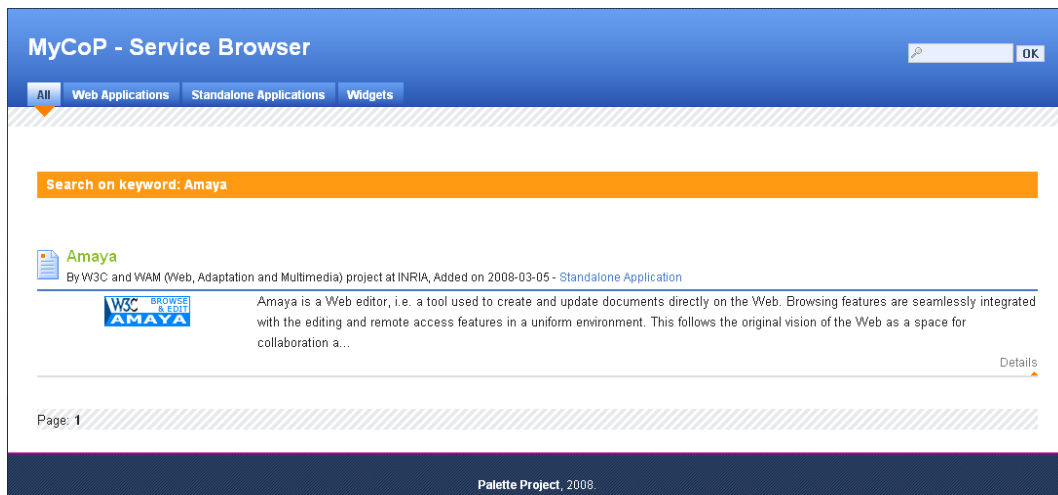 MyCoP - Service Browser
OK
All Web Applications Standalone Applications Widgets
Search on keyword: Amaya
Amaya
By W3C and WAM (Web, Adaptation and Multimedia) project at INRIA, Added on 2008-03-05 - Standalone Application
W3C BROWSE & EDIT
AMAYA
Amaya is a Web editor, i.e. a tool used to create and update documents directly on the Web. Browsing features are seamlessly integrated
with the editing and remote access features in a uniform environment. This follows the original vision of the Web as a space for
collaboration a...
Details
Page: 1
Palette Project, 2008.